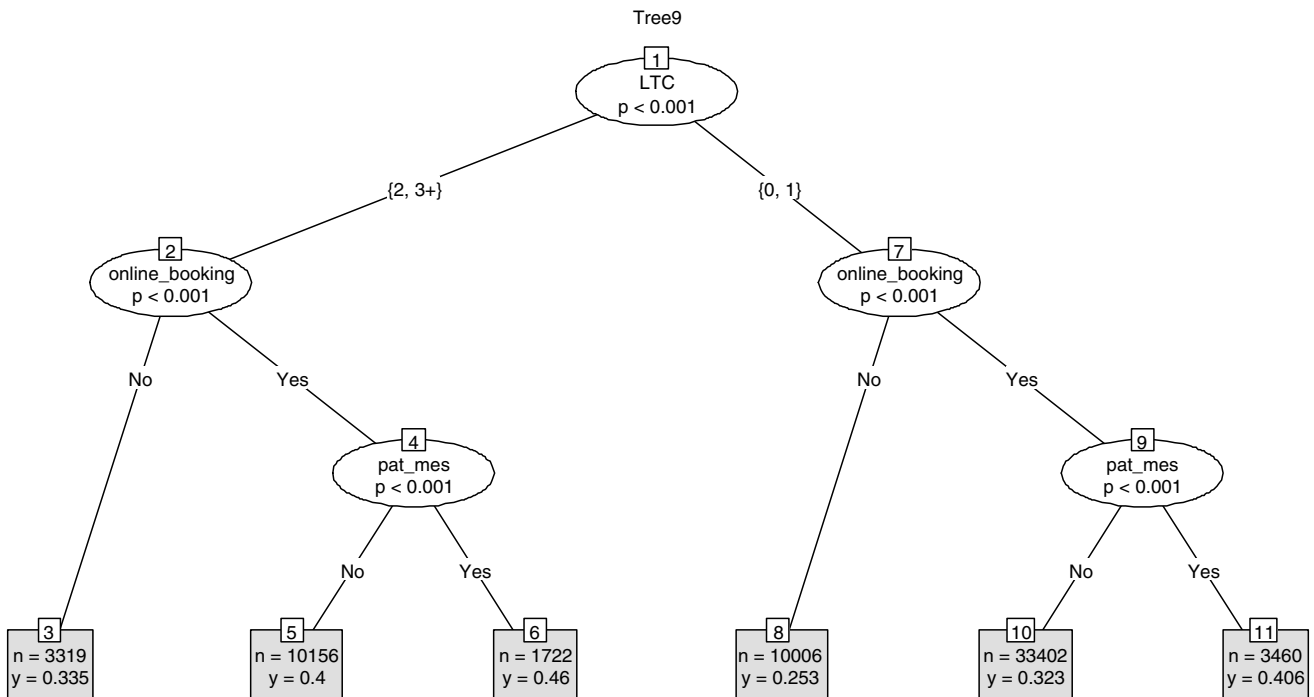 Tree9
1
LTC
p < 0.001
{2, 3+}
{0, 1}
2
online_booking
p < 0.001
7
online_booking
p < 0.001
No
Yes
No
Yes
4
pat_mes
p < 0.001
9
pat_mes
p < 0.001
No
Yes
No
Yes
3
n = 3319
y = 0.335
5
n = 10156
y = 0.4
6
n = 1722
y = 0.46
8
n = 10006
y = 0.253
10
n = 33402
y = 0.323
11
n = 3460
y = 0.406